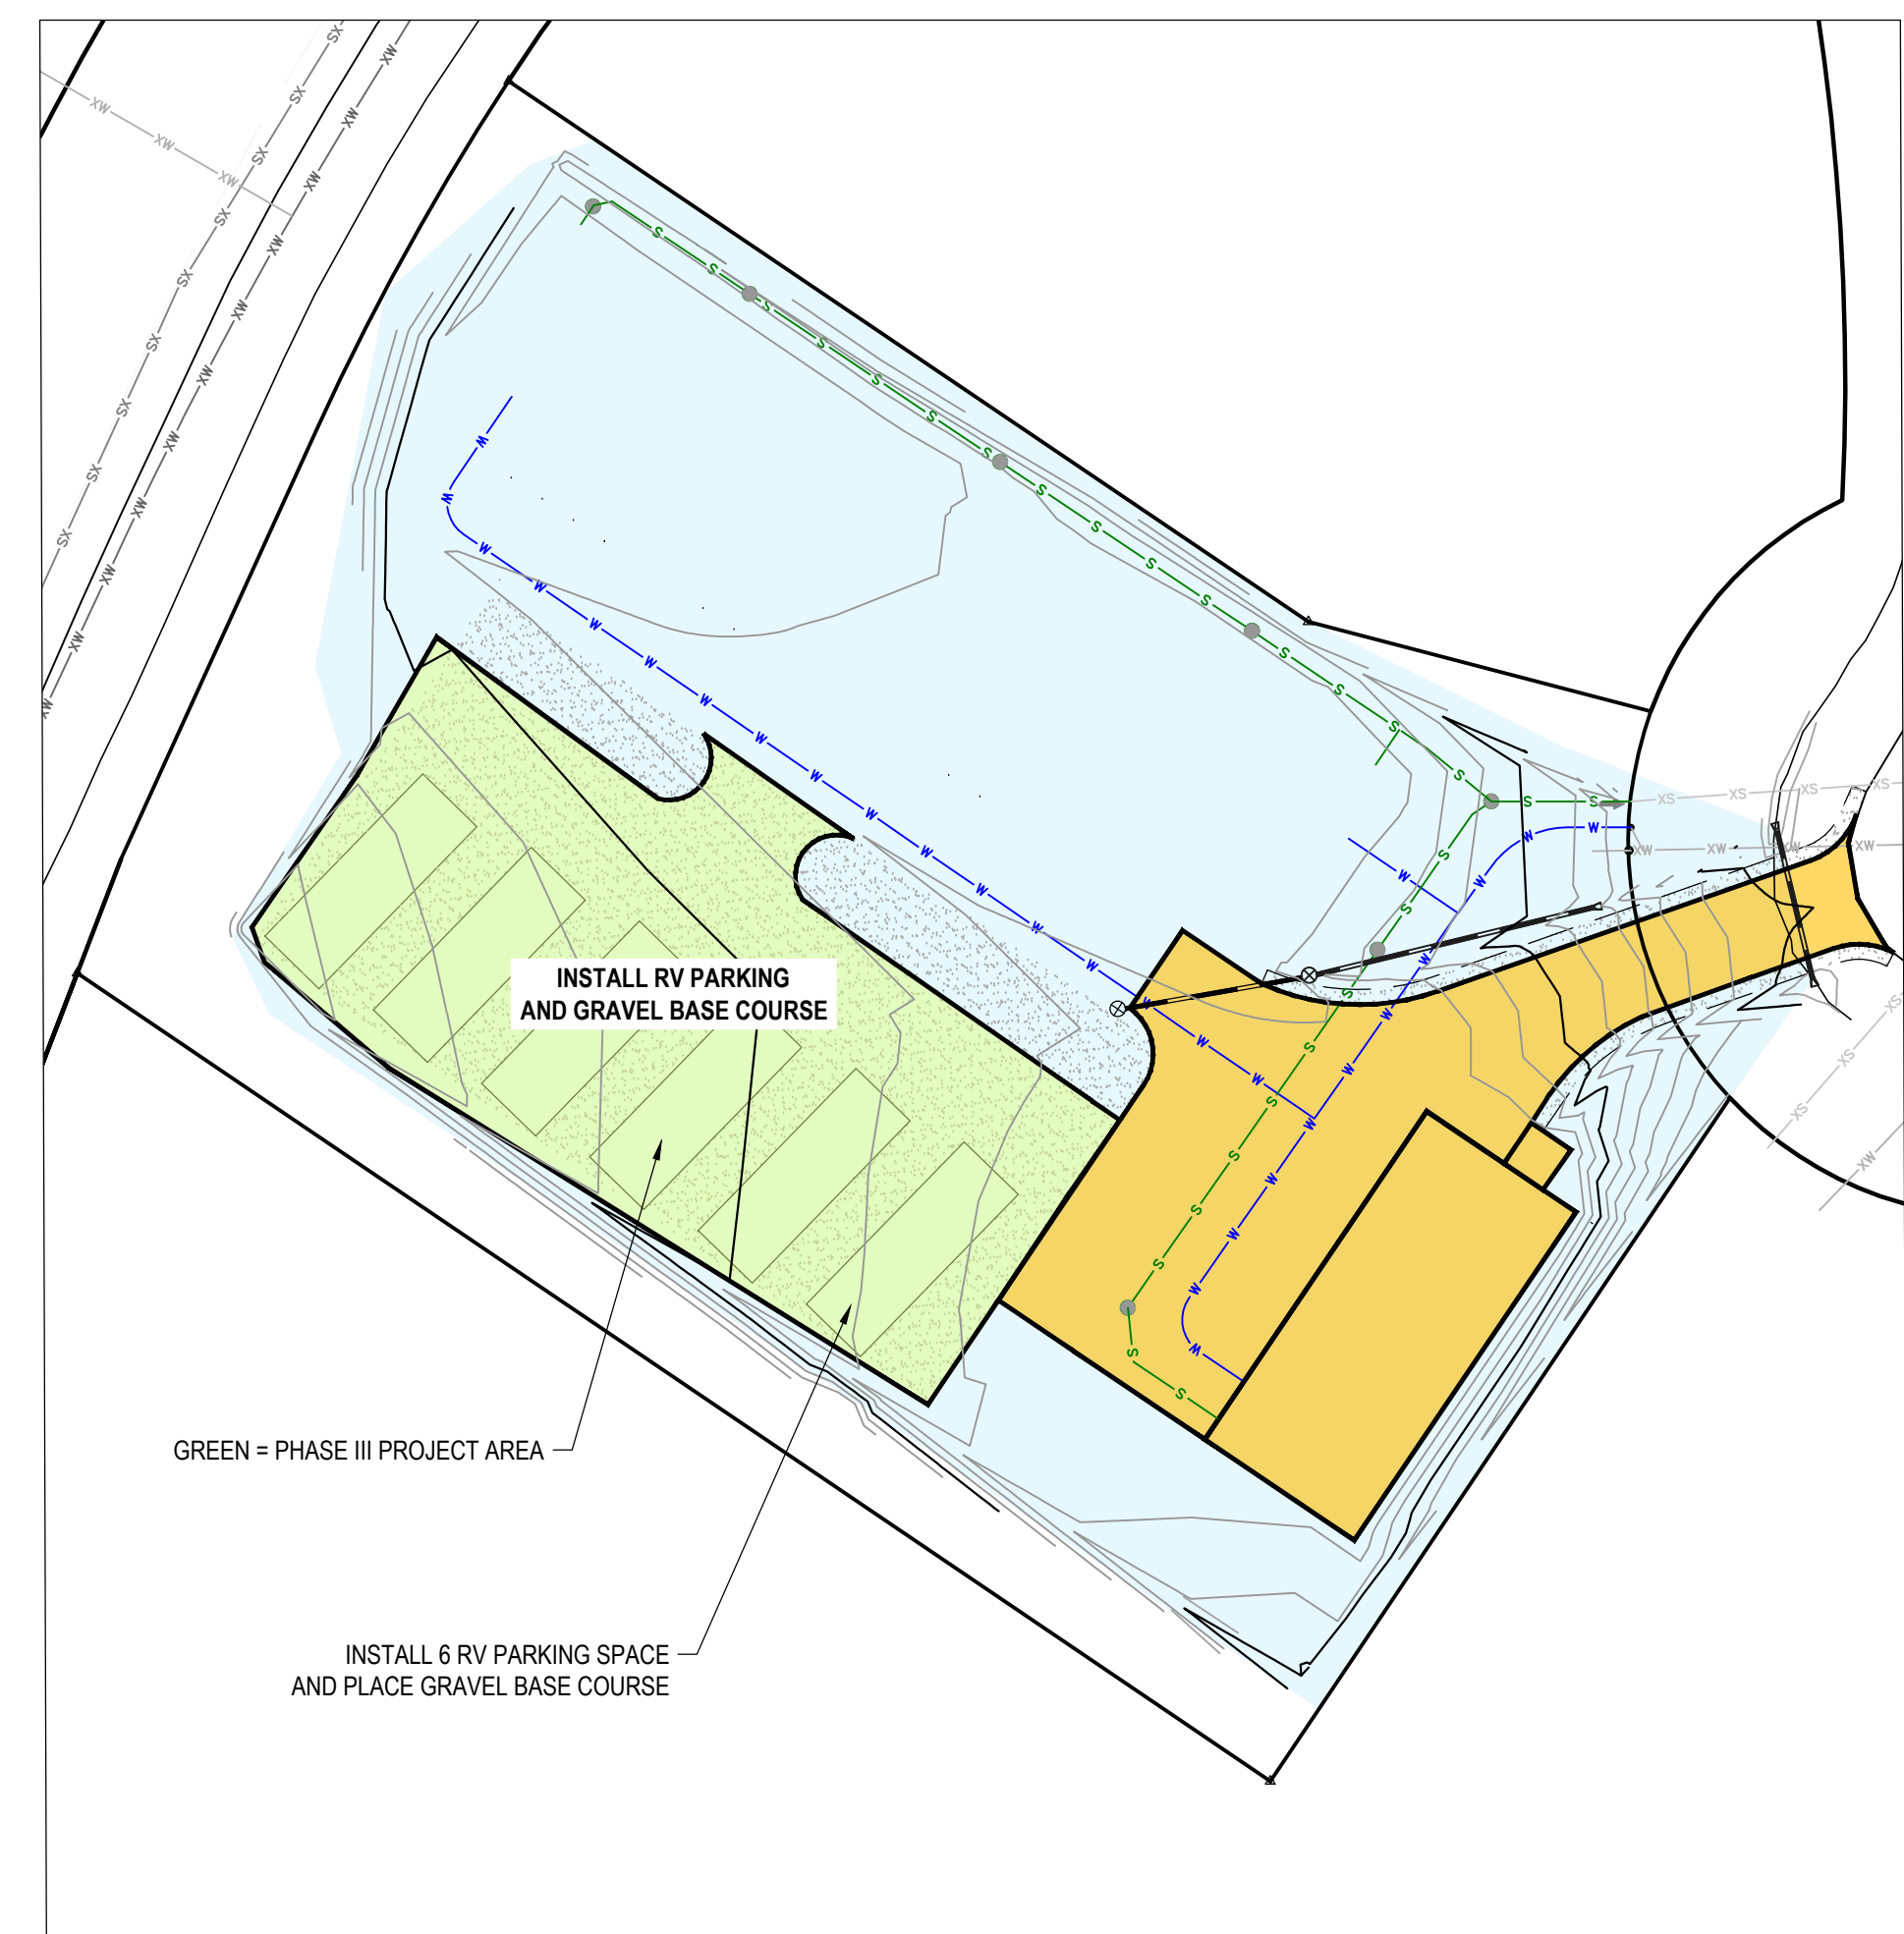 INSTALL RV PARKING
AND GRAVEL BASE COURSE
GREEN = PHASE III PROJECT AREA
INSTALL 6 RV PARKING SPACE
AND PLACE GRAVEL BASE COURSE